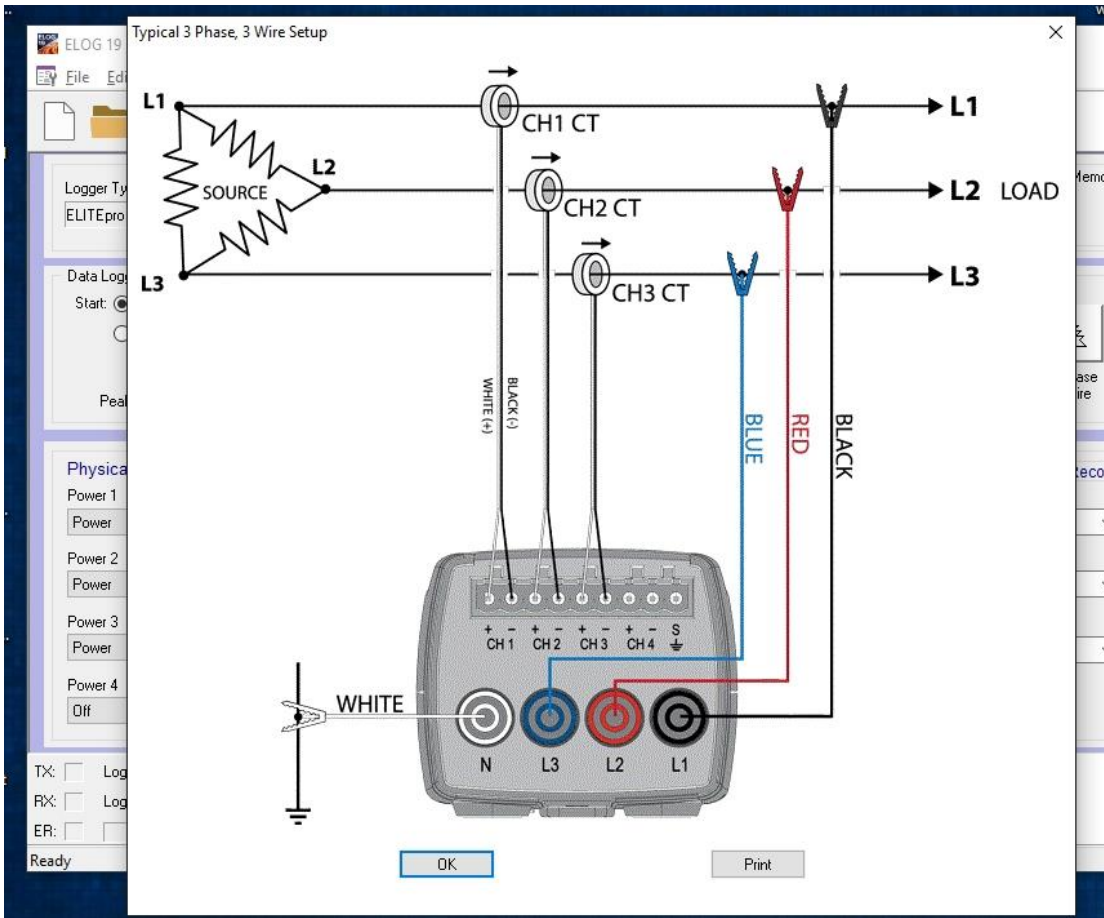 Typical 3 Phase, 3 Wire Setup
ELOG 19
File Edi
L1
CH1 CT
L1
L2
SOURCE
CH2 CT
L2 LOAD
L3
CH3 CT
L3
Logger Ty
ELITEpro
Data Logg
Start:
Peal
WHITE (+)
BLACK (-)
BLUE
RED
BLACK
ase
ire
Physica
Power 1
Power
Power 2
Power
Power 3
Power
Power 4
Off
Reco
+ - + - + - + - S
CH 1 CH 2 CH 3 CH 4
WHITE
N L3 L2 L1
TX: Log
RX: Log
ER:
Ready
OK Print